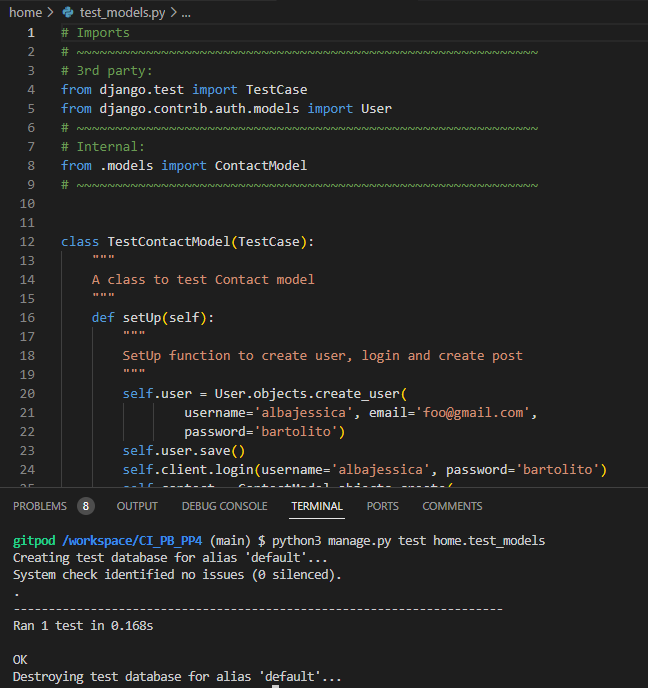 home > test_models.py > ...
1 # Imports
2 # ~~~~~~~~~~~~~~~~~~~~~~~~~~~~~~~~~~~~~~~~~~~~~~~~~~~~~~~~~~~~
3 # 3rd party:
4 from django.test import TestCase
5 from django.contrib.auth.models import User
6 # ~~~~~~~~~~~~~~~~~~~~~~~~~~~~~~~~~~~~~~~~~~~~~~~~~~~~~~~~~~~~
7 # Internal:
8 from .models import ContactModel
9 # ~~~~~~~~~~~~~~~~~~~~~~~~~~~~~~~~~~~~~~~~~~~~~~~~~~~~~~~~~~~~
10
11
12 class TestContactModel(TestCase):
13     """
14     A class to test Contact model
15     """
16     def setUp(self):
17         """
18         SetUp function to create user, login and create post
19         """
20         self.user = User.objects.create_user(
21                 username='albajessica', email='foo@gmail.com',
22                 password='bartolito')
23         self.user.save()
24         self.client.login(username='albajessica', password='bartolito')
25         self.contact = ContactModel.objects.create(
PROBLEMS 8 OUTPUT DEBUG CONSOLE TERMINAL PORTS COMMENTS
gitpod /workspace/CI_PB_PP4 (main) $ python3 manage.py test home.test_models
Creating test database for alias 'default'...
System check identified no issues (0 silenced).
.
----------------------------------------------------------------------
Ran 1 test in 0.168s

OK
Destroying test database for alias 'default'...